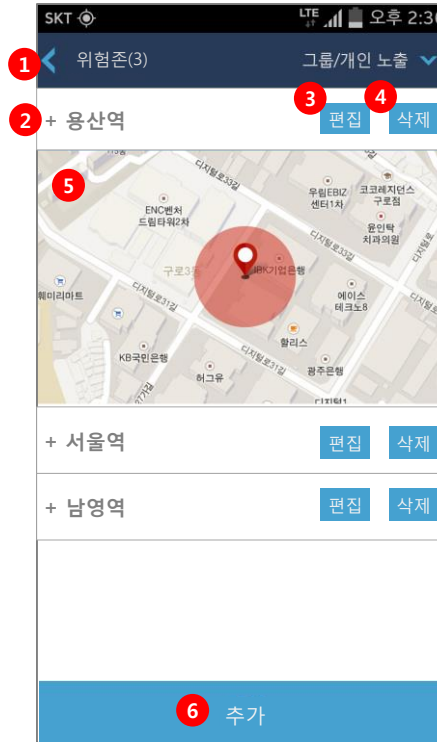 SKT LTE 오후 2:30
1 위험존(3) 그룹/개인 노출
3 4
2 + 용산역 편집 삭제
5
디지털로33길
우림EBIZ 센터1차
코코레지던스 구로점
ENC벤처 드림타워2차
윤인탁 치과의원
디지털로33길
구로3동
IBK기업은행
훼미리마트
디지털로31길
에이스 테크노8
할리스
KB국민은행
디지털로31길
허그유
광주은행
디지털1
+ 서울역 편집 삭제
+ 남영역 편집 삭제
6 추가